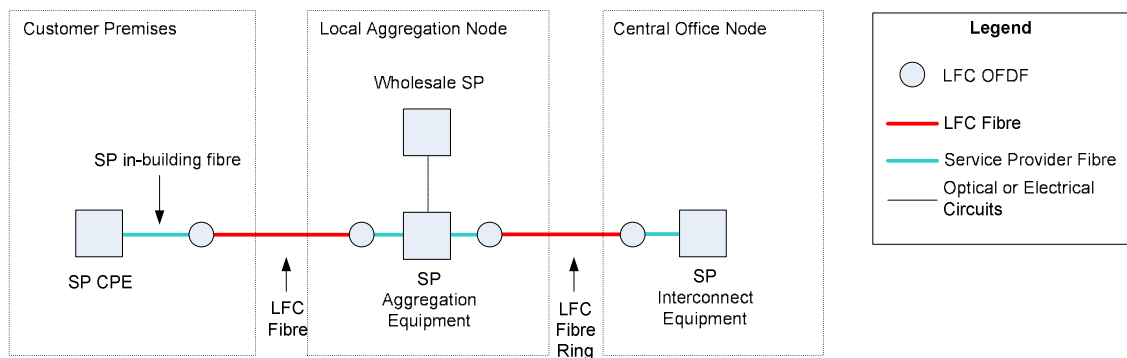 Customer Premises
Local Aggregation Node
Central Office Node
Legend
Wholesale SP
LFC OFDF
LFC Fibre
SP in-building fibre
Service Provider Fibre
Optical or Electrical
Circuits
SP CPE
SP
Aggregation
Equipment
SP
Interconnect
Equipment
LFC
Fibre
LFC
Fibre
Ring